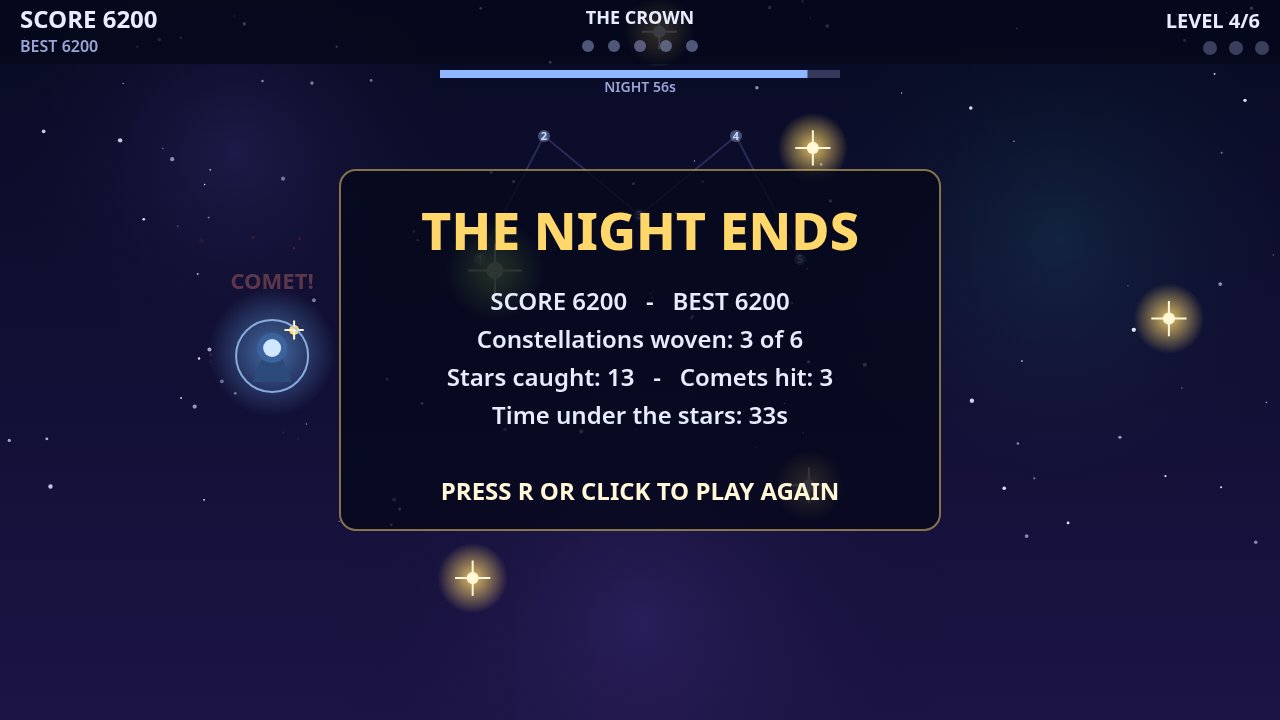 SCORE 6200
BEST 6200
THE CROWN
LEVEL 4/6
NIGHT 56s
2
4
THE NIGHT ENDS
1
5
COMET!
SCORE 6200 - BEST 6200
Constellations woven: 3 of 6
Stars caught: 13 - Comets hit: 3
Time under the stars: 33s
PRESS R OR CLICK TO PLAY AGAIN